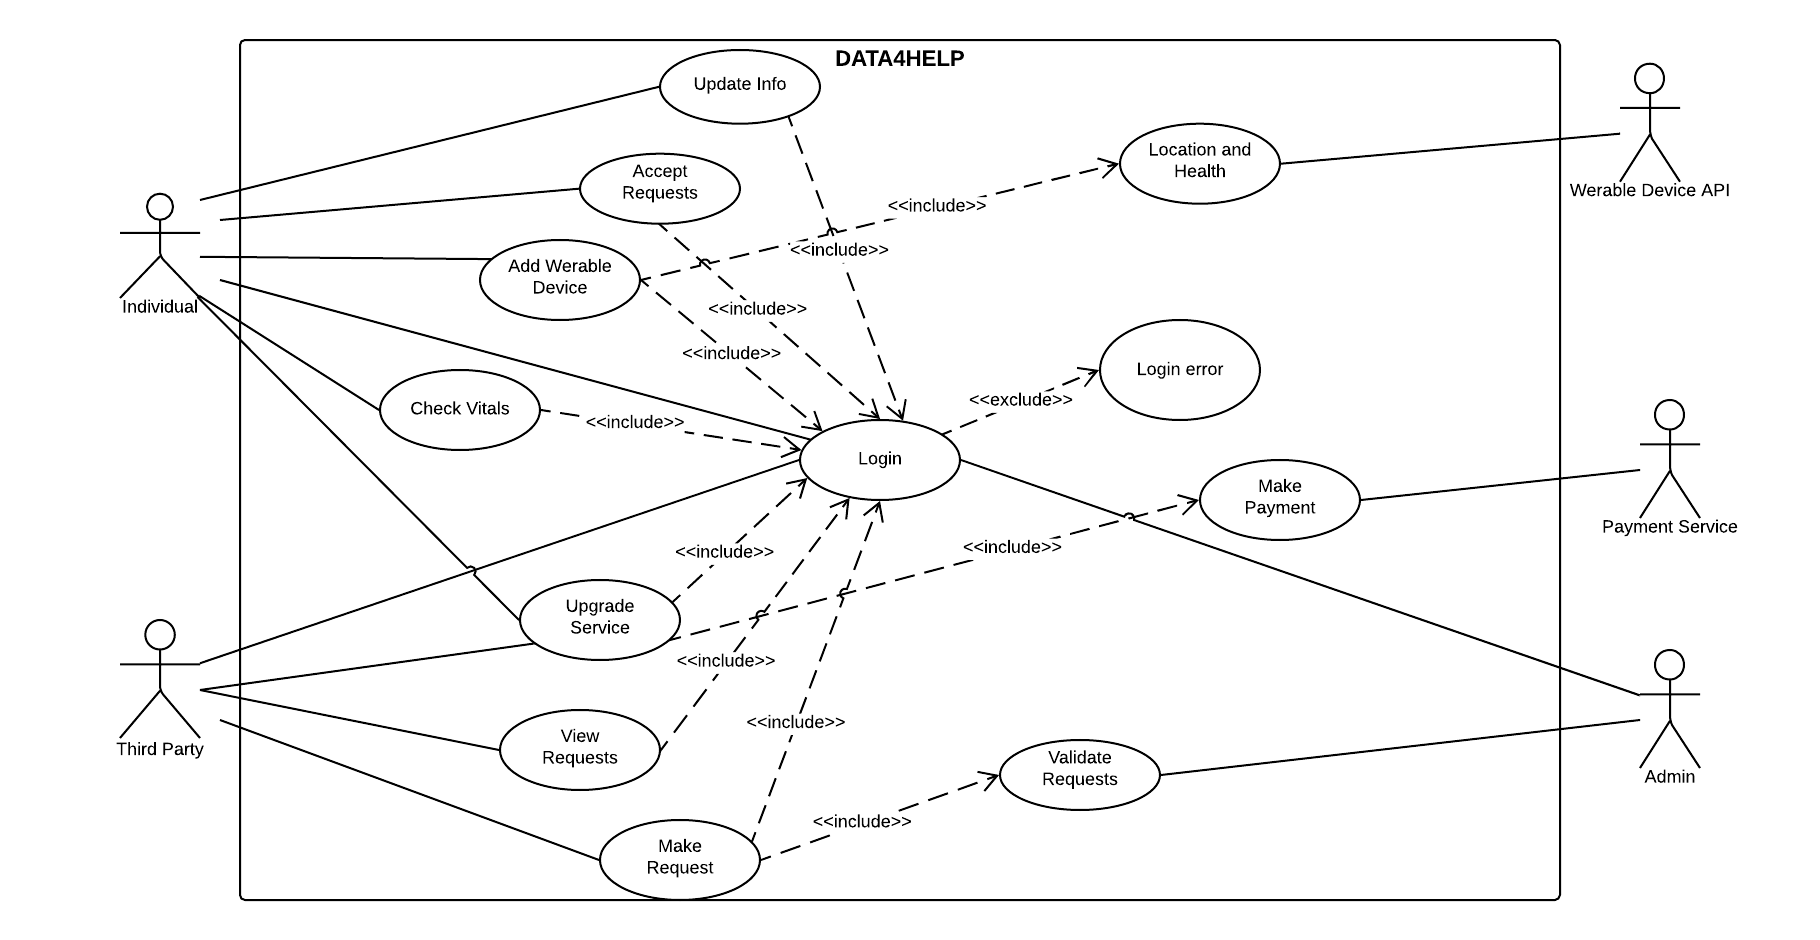 DATA4HELP
Update Info
Accept
Requests
Location and
Health
Werable Device API
<<include>>
<<include>>
Add Werable
Device
Individual
<<include>>
<<include>>
Login error
<<exclude>>
Check Vitals
<<include>>
Login
Make
Payment
Payment Service
<<include>>
<<include>>
Upgrade
Service
<<include>>
<<include>>
View
Requests
Third Party
Validate
Requests
Admin
<<include>>
Make
Request